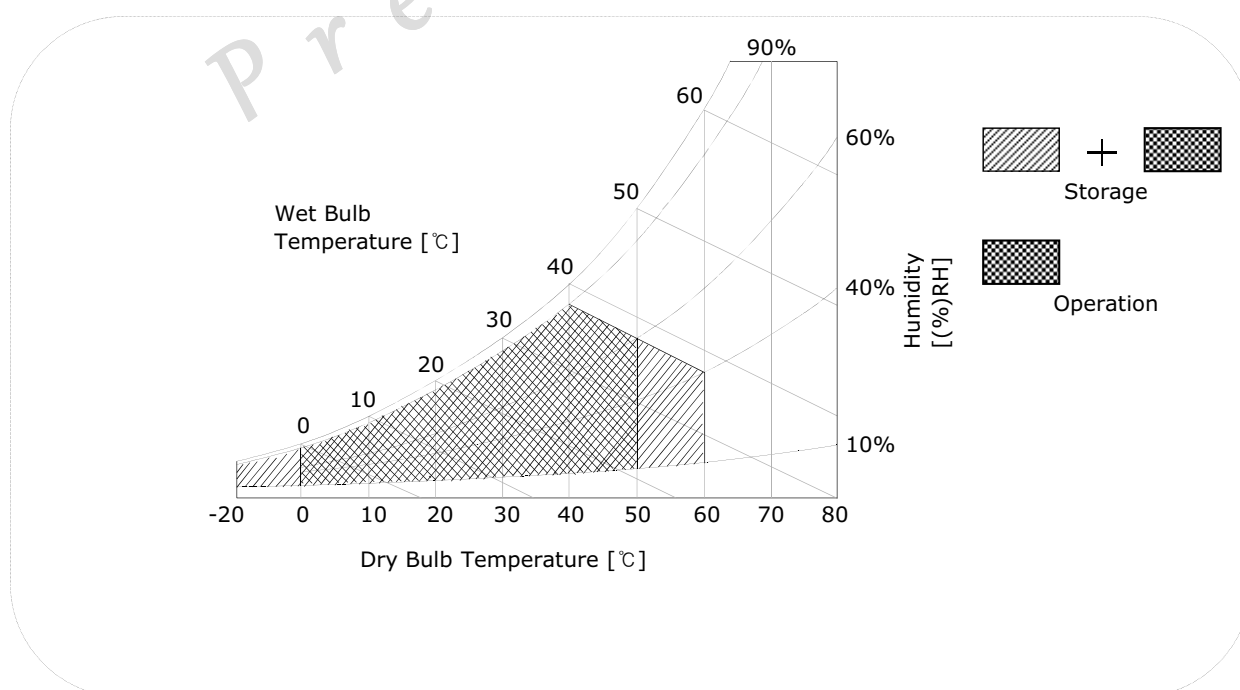 Pre
90%
60
60%
50
Storage
Wet Bulb
Temperature [℃]
40
40%
Humidity
[(%)RH]
Operation
30
20
10
0
10%
-20 0 10 20 30 40 50 60 70 80
Dry Bulb Temperature [℃]